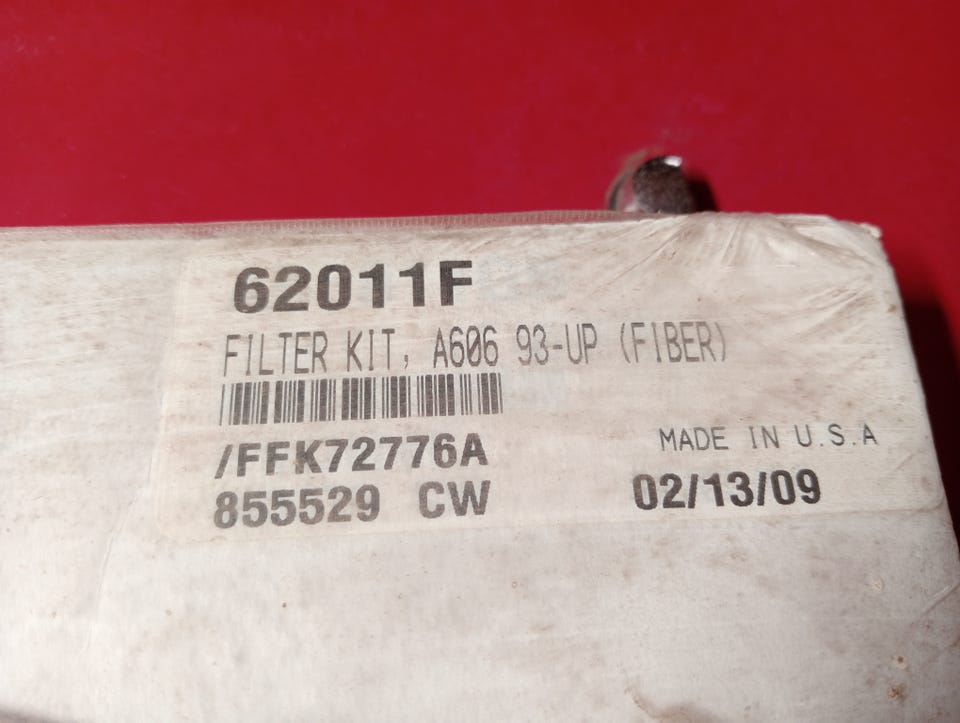 62011F
FILTER KIT, A606 93-UP (FIBER)
/FFK72776A
MADE IN U.S.A
855529 CW
02/13/09